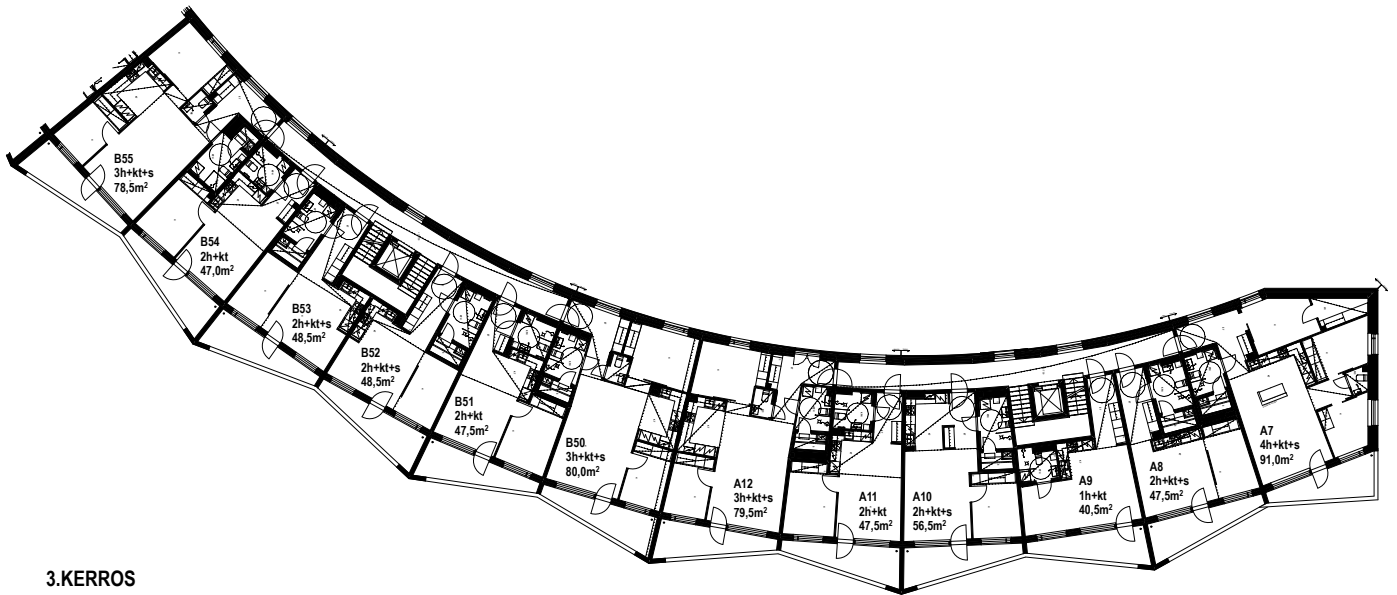 B55
3h+kt+s
78,5m²
B54
2h+kt
47,0m²
B53
2h+kt+s
48,5m²
B52
2h+kt+s
48,5m²
B51
2h+kt
47,5m²
B50
3h+kt+s
80,0m²
A12
3h+kt+s
79,5m²
A11
2h+kt
47,5m²
A10
2h+kt+s
56,5m²
A9
1h+kt
40,5m²
A8
2h+kt+s
47,5m²
A7
4h+kt+s
91,0m²
3.KERROS